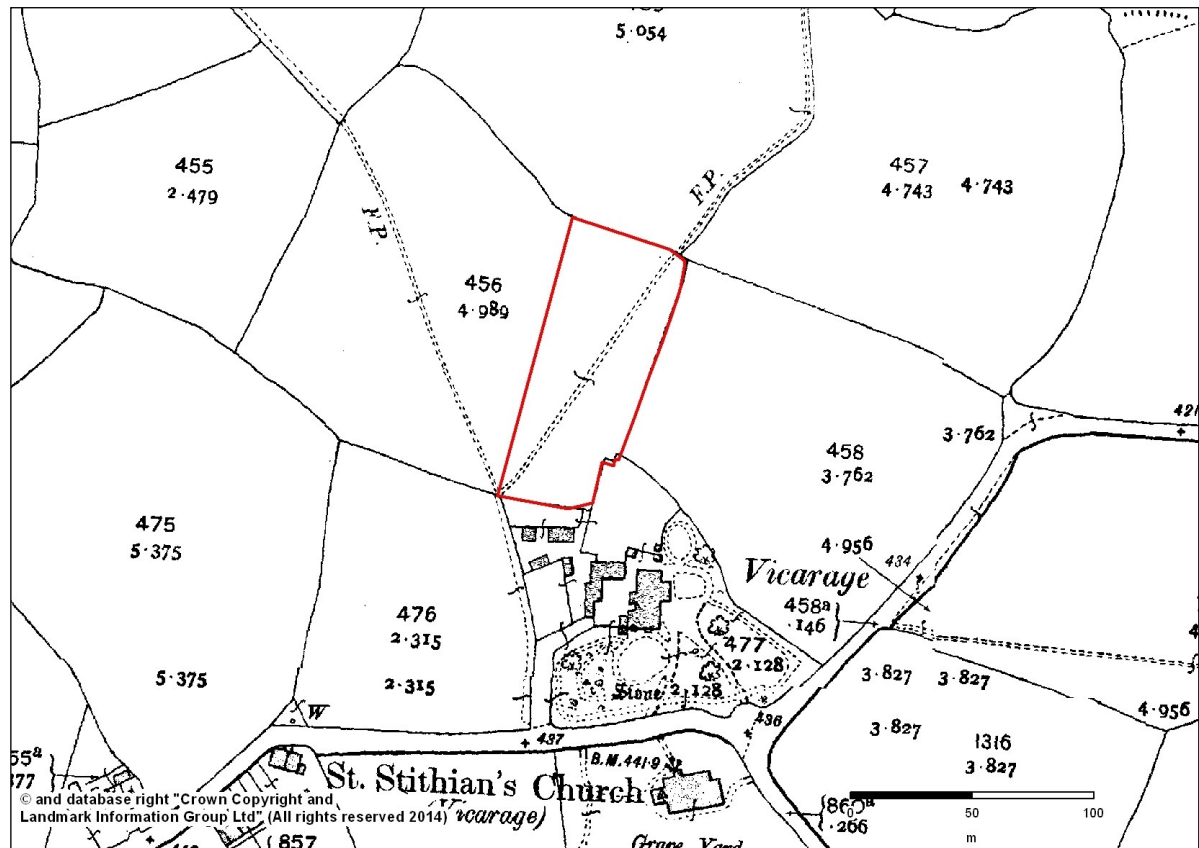 5·054
455
2·479
F.P.
F.P.
457
4·743 4·743
456
4·989
421
3·762
458
3·762
475
5·375
4·956
434
Vicarage
458ª
·146
476
2·315
477
2·128
5·375
2·315
Stone 2·128
3·827 3·827
4·956
W
436
3·827
437
1316
3·827
B.M. 441·9
St. Stithian's Church
(Vicarage)
860ª
·266
857
Grave Yard
© and database right "Crown Copyright and
Landmark Information Group Ltd" (All rights reserved 2014)
0 50 100
m